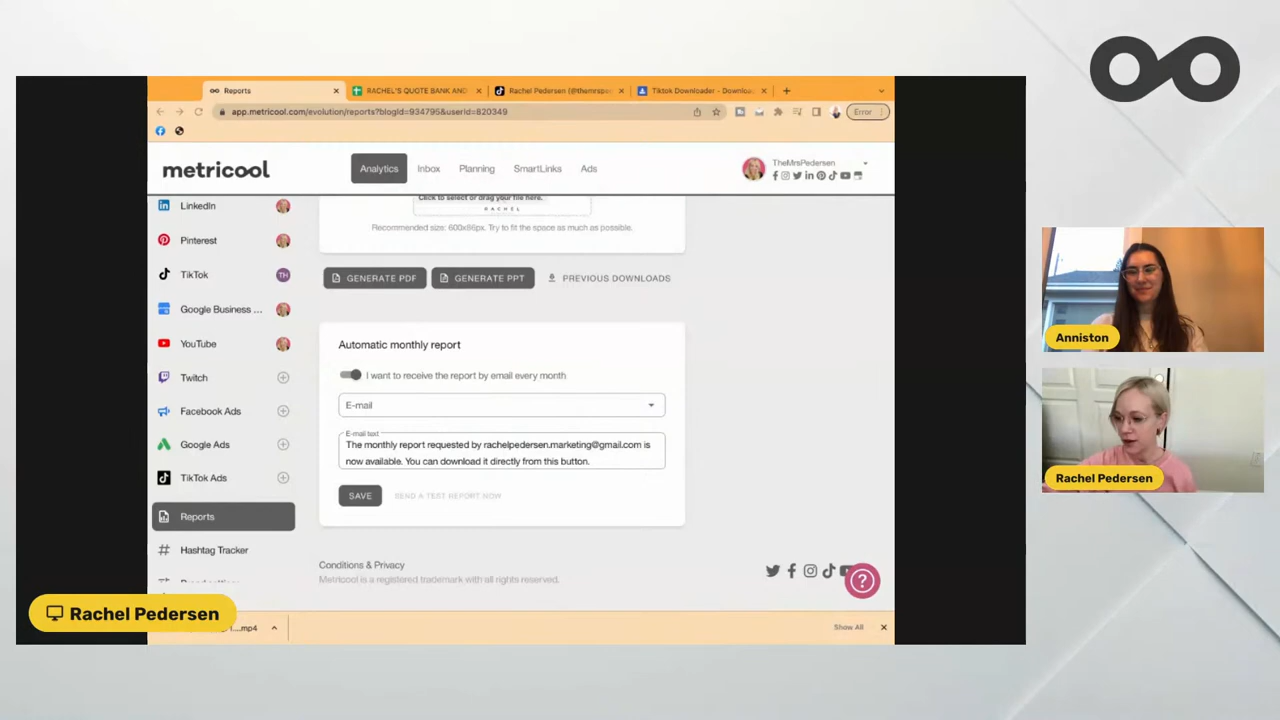 Reports
RACHEL'S QUOTE BANK AND
Rachel Pedersen (@themrspe
Tiktok Downloader - Downloa
app.metricool.com/evolution/reports?blogId=934795&userId=820349
Error
metricool
Analytics
Inbox
Planning
SmartLinks
Ads
TheMrsPedersen
LinkedIn
Pinterest
TikTok
TH
Google Business ...
YouTube
Twitch
Facebook Ads
Google Ads
TikTok Ads
Reports
Hashtag Tracker
Click to select or drag your file here.
RACHEL
Recommended size: 600x86px. Try to fit the space as much as possible.
GENERATE PDF
GENERATE PPT
PREVIOUS DOWNLOADS
Automatic monthly report
I want to receive the report by email every month
E-mail
E-mail text
The monthly report requested by rachelpedersen.marketing@gmail.com is
now available. You can download it directly from this button.
SAVE
SEND A TEST REPORT NOW
Conditions & Privacy
Metricool is a registered trademark with all rights reserved.
Rachel Pedersen
....mp4
Show All
Anniston
Rachel Pedersen